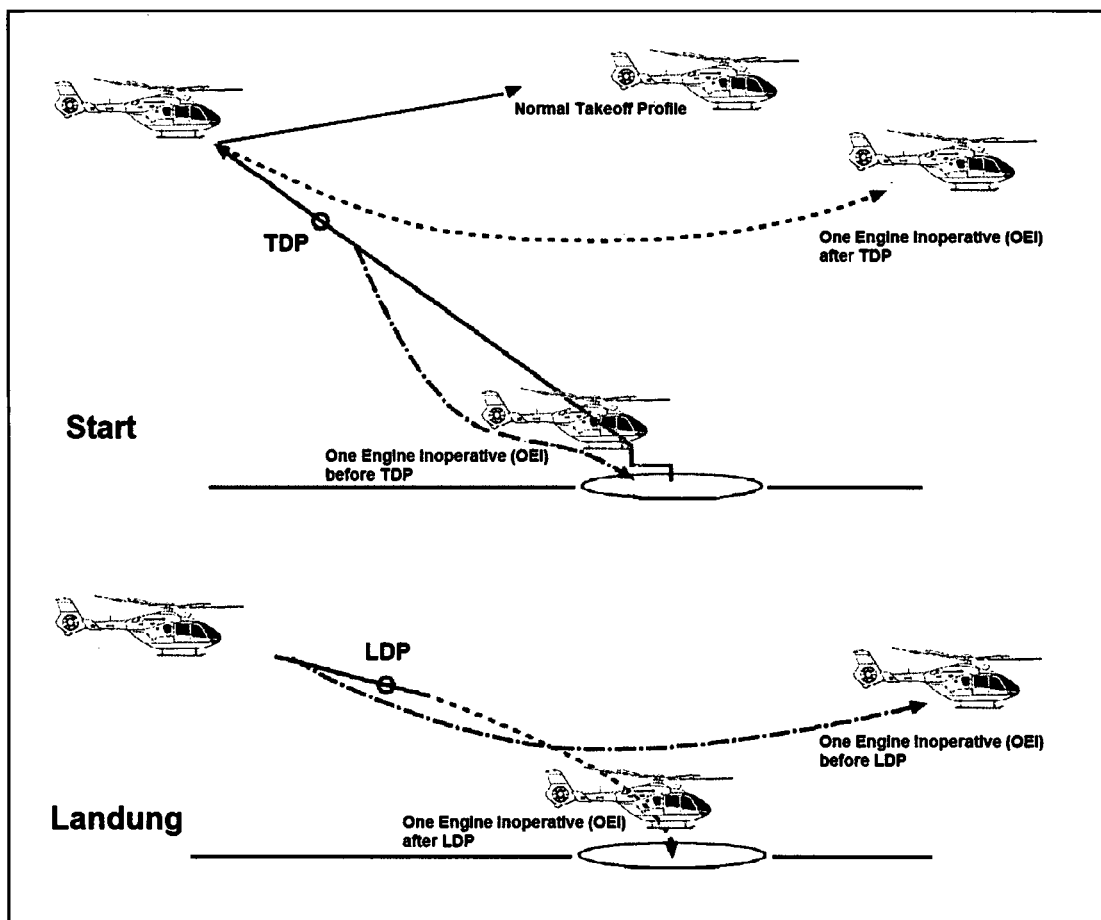 Normal Takeoff Profile
TDP
One Engine Inoperative (OEI)
after TDP
Start
One Engine Inoperative (OEI)
before TDP
LDP
One Engine Inoperative (OEI)
before LDP
Landung
One Engine Inoperative (OEI)
after LDP